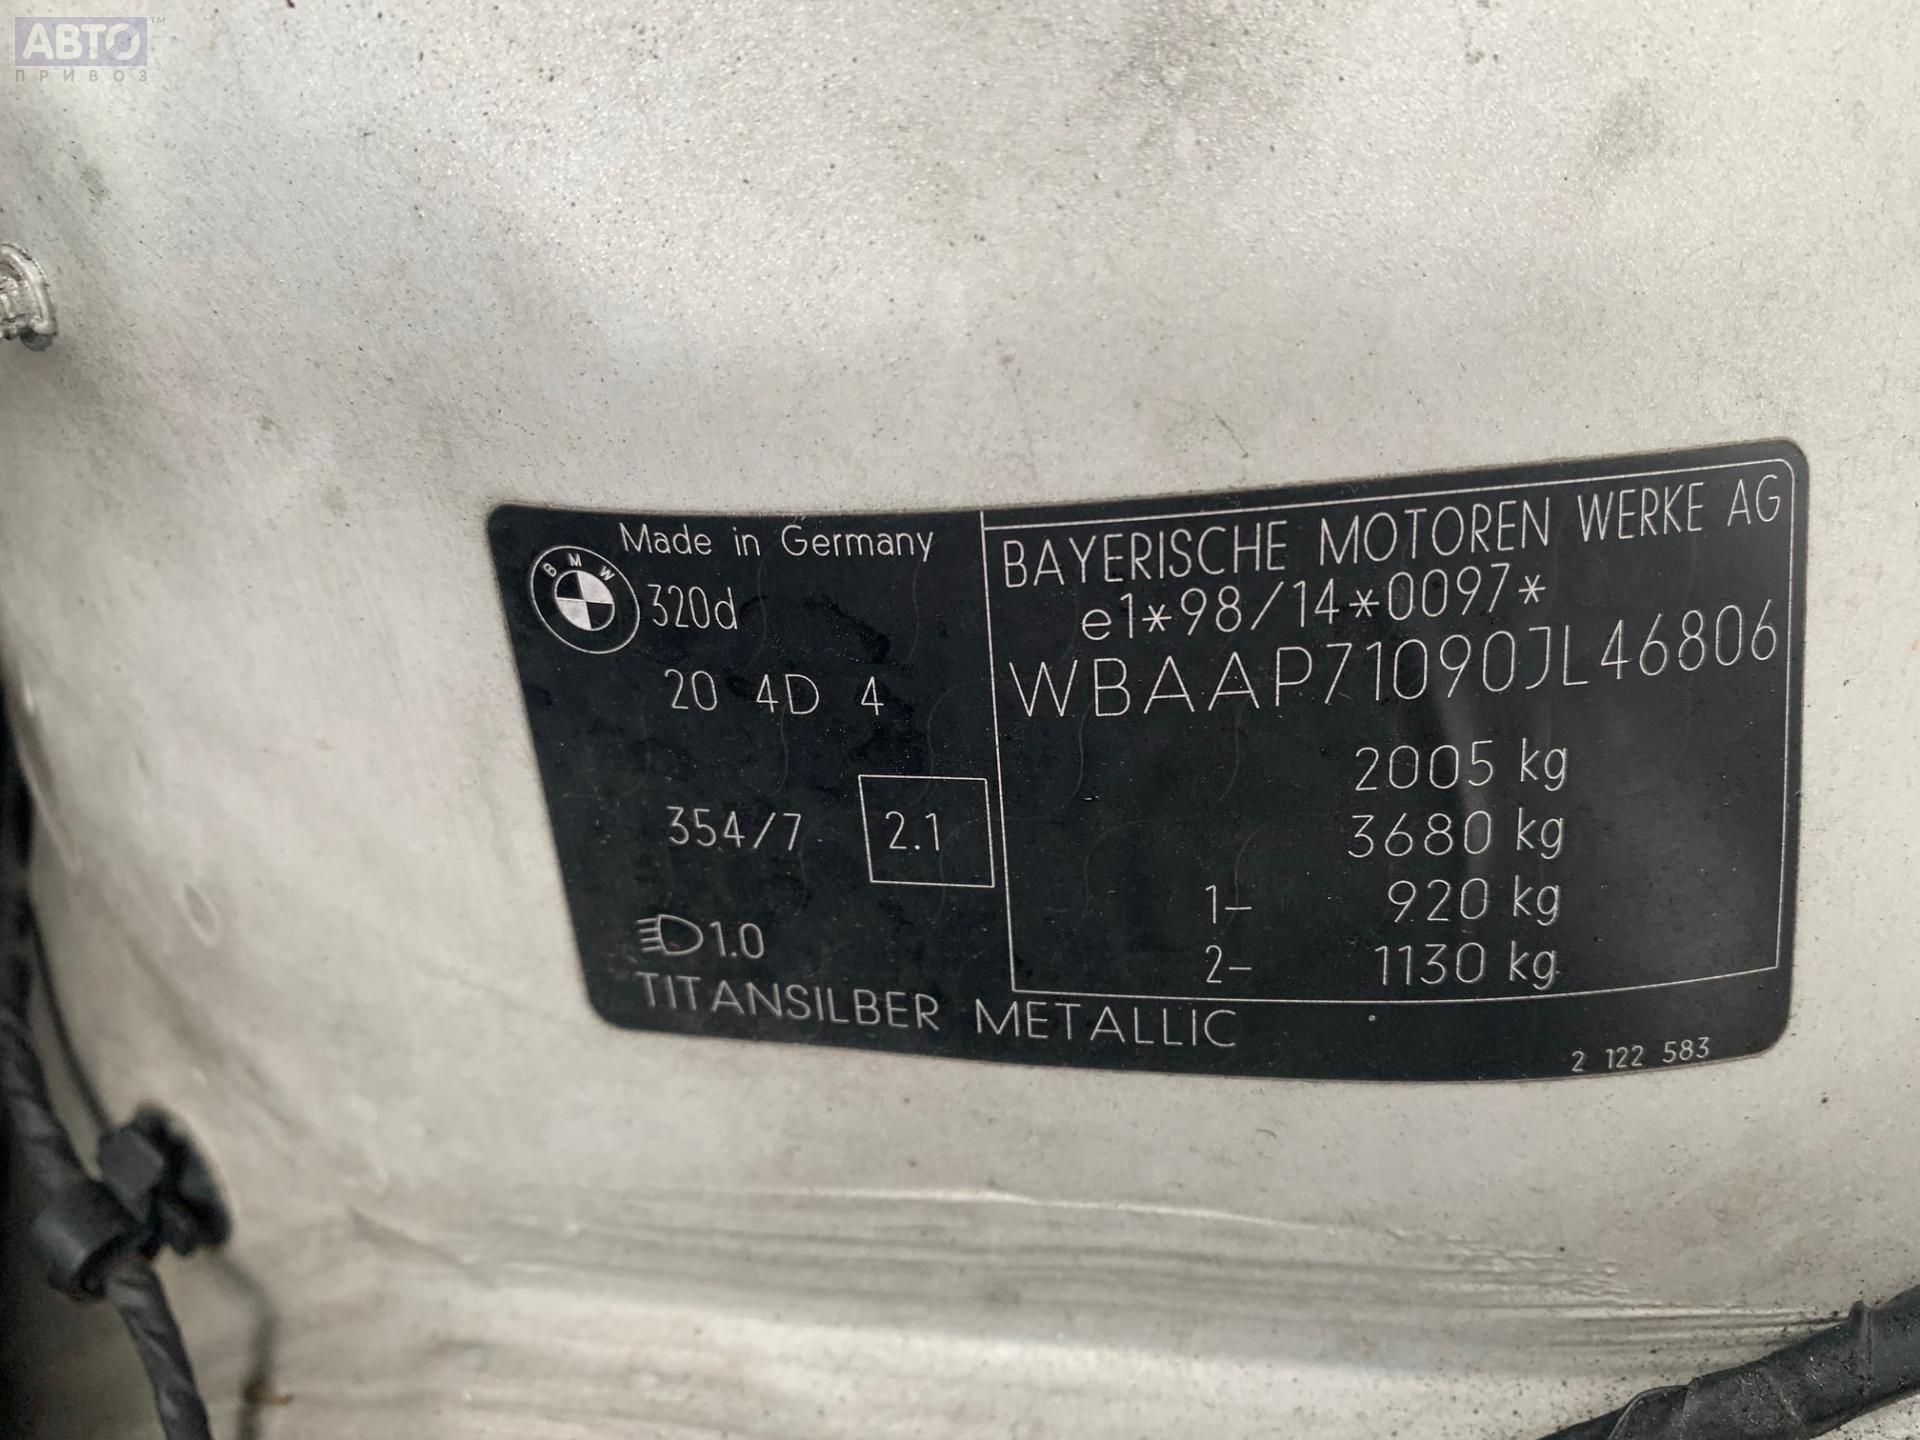 АВТО™
ПРИВОЗ
Made in Germany
BMW
320d
20 4D 4
354/7 2.1
1.0
TITANSILBER METALLIC
BAYERISCHE MOTOREN WERKE AG
e1*98/14*0097*
WBAAP71090JL46806
2005 kg
3680 kg
1- 920 kg
2- 1130 kg
2 122 583